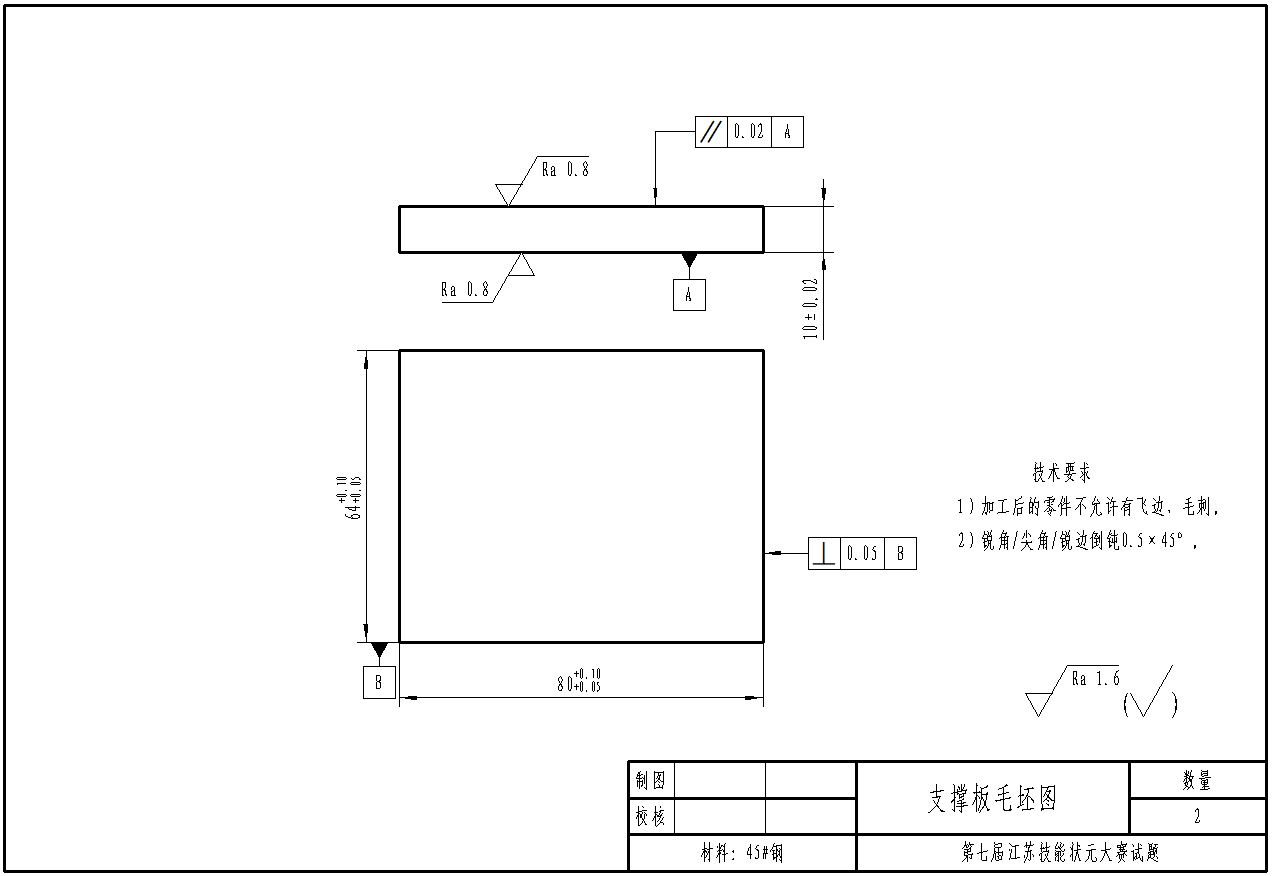 // 0.02 A
Ra 0.8
Ra 0.8
A
10±0.02
64 +0.10 +0.05
技术要求
1)加工后的零件不允许有飞边、毛刺。
2)锐角/尖角/锐边倒钝0.5×45°。
⊥ 0.05 B
B
80 +0.10 +0.05
Ra 1.6 (√)
制图
支撑板毛坯图
数量
校核
2
材料: 45#钢
第七届江苏技能状元大赛试题